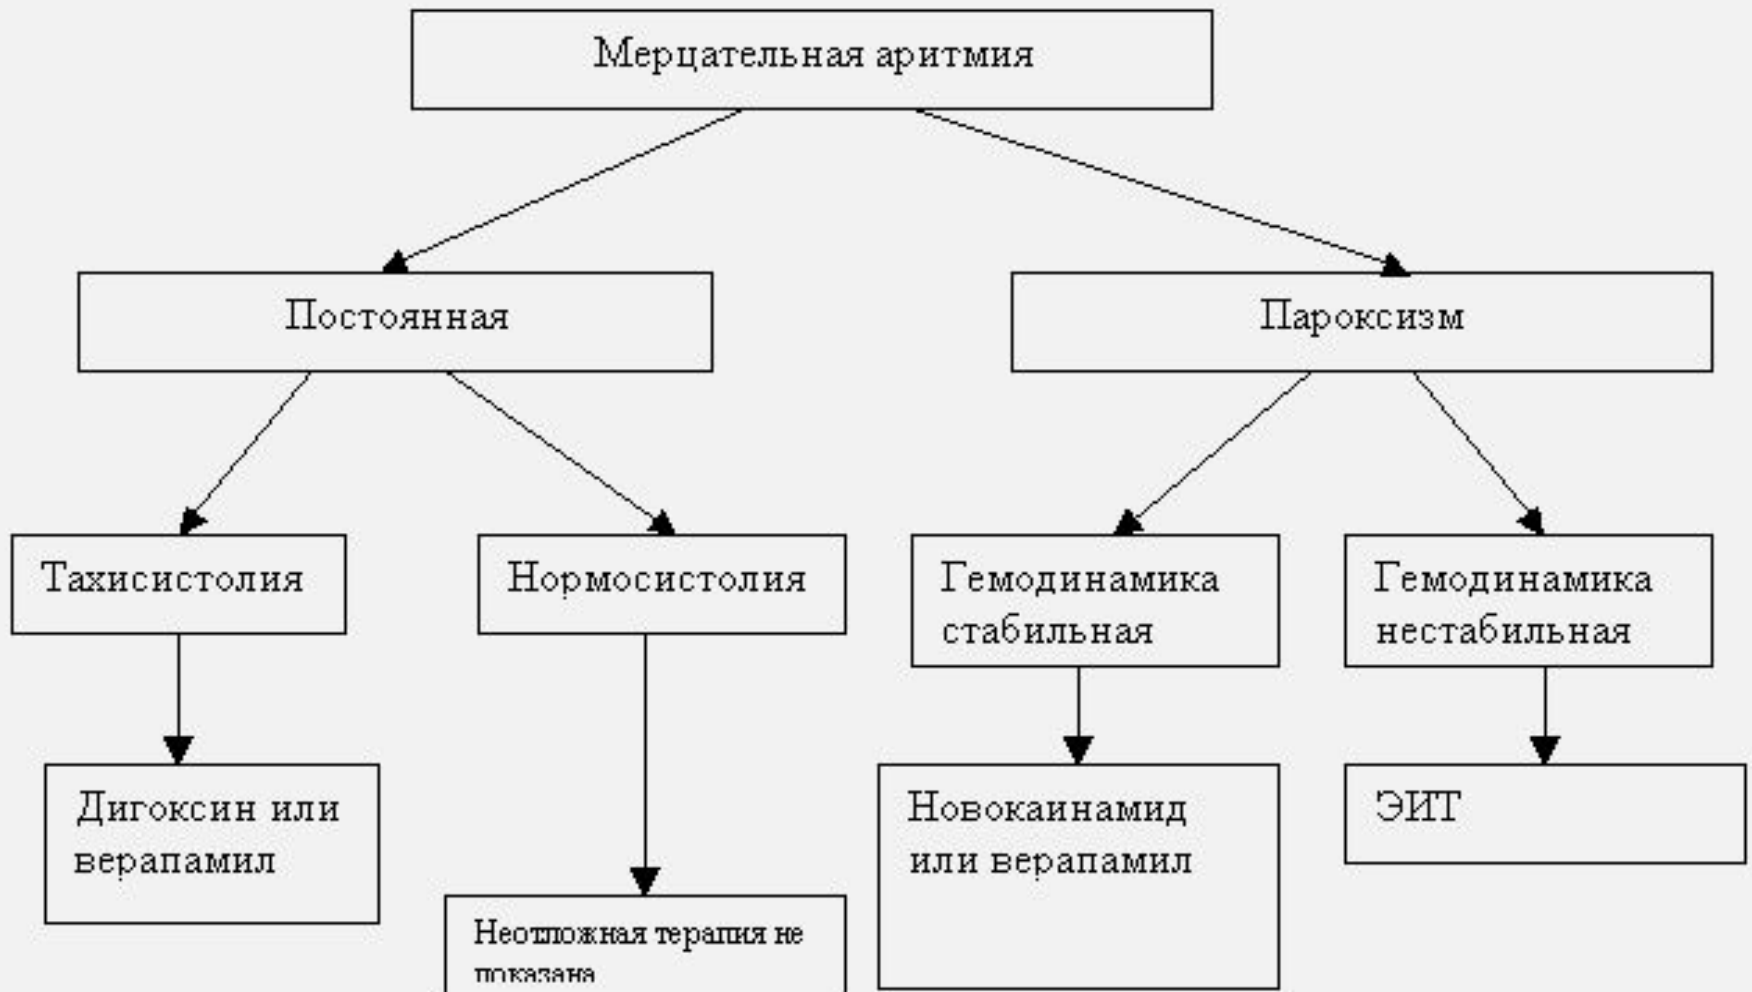 Мерцательная аритмия
Постоянная
Пароксизм
Тахисистолия
Нормосистолия
Гемодинамика
стабильная
Гемодинамика
нестабильная
Дигоксин или
верапамил
Неотложная терапия не
показана
Новокаинамид
или верапамил
ЭИТ